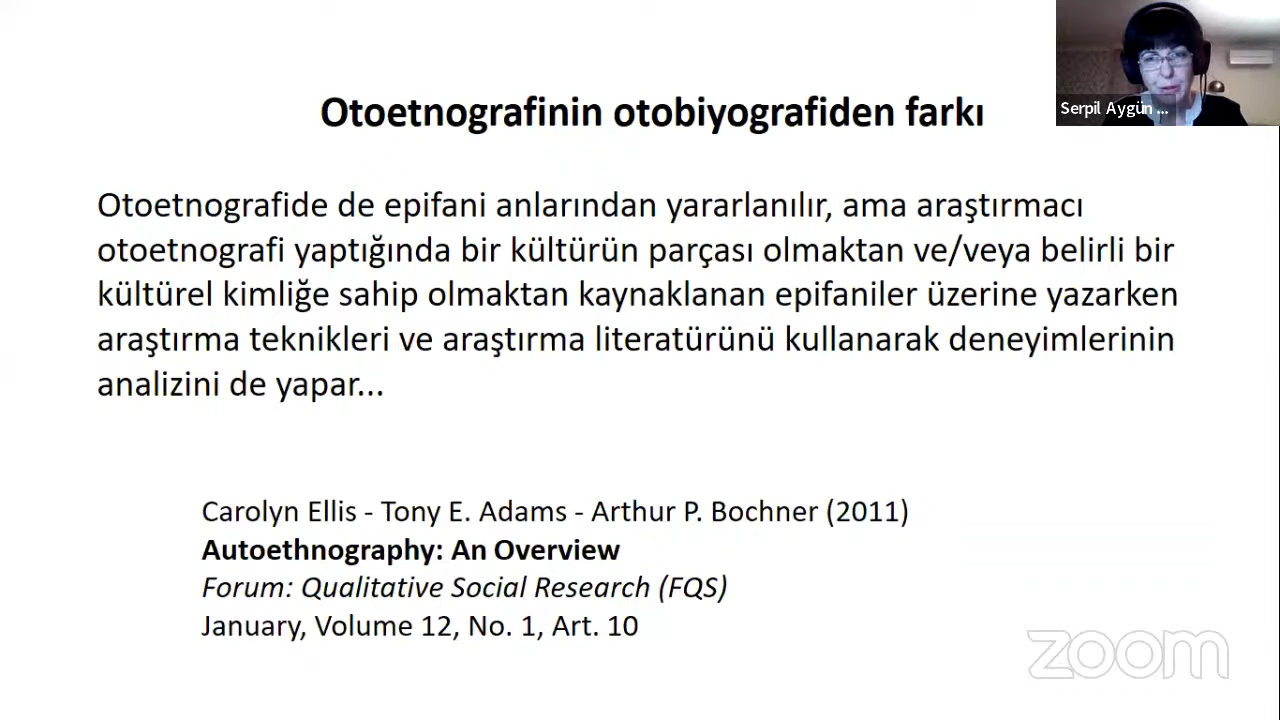 Otoetnografinin otobiyografiden farkı
Serpil Aygün ...
Otoetnografide de epifani anlarından yararlanılır, ama araştırmacı
otoetnografi yaptığında bir kültürün parçası olmaktan ve/veya belirli bir
kültürel kimliğe sahip olmaktan kaynaklanan epifaniler üzerine yazarken
araştırma teknikleri ve araştırma literatürünü kullanarak deneyimlerinin
analizini de yapar...
Carolyn Ellis - Tony E. Adams - Arthur P. Bochner (2011)
Autoethnography: An Overview
Forum: Qualitative Social Research (FQS)
January, Volume 12, No. 1, Art. 10
zoom